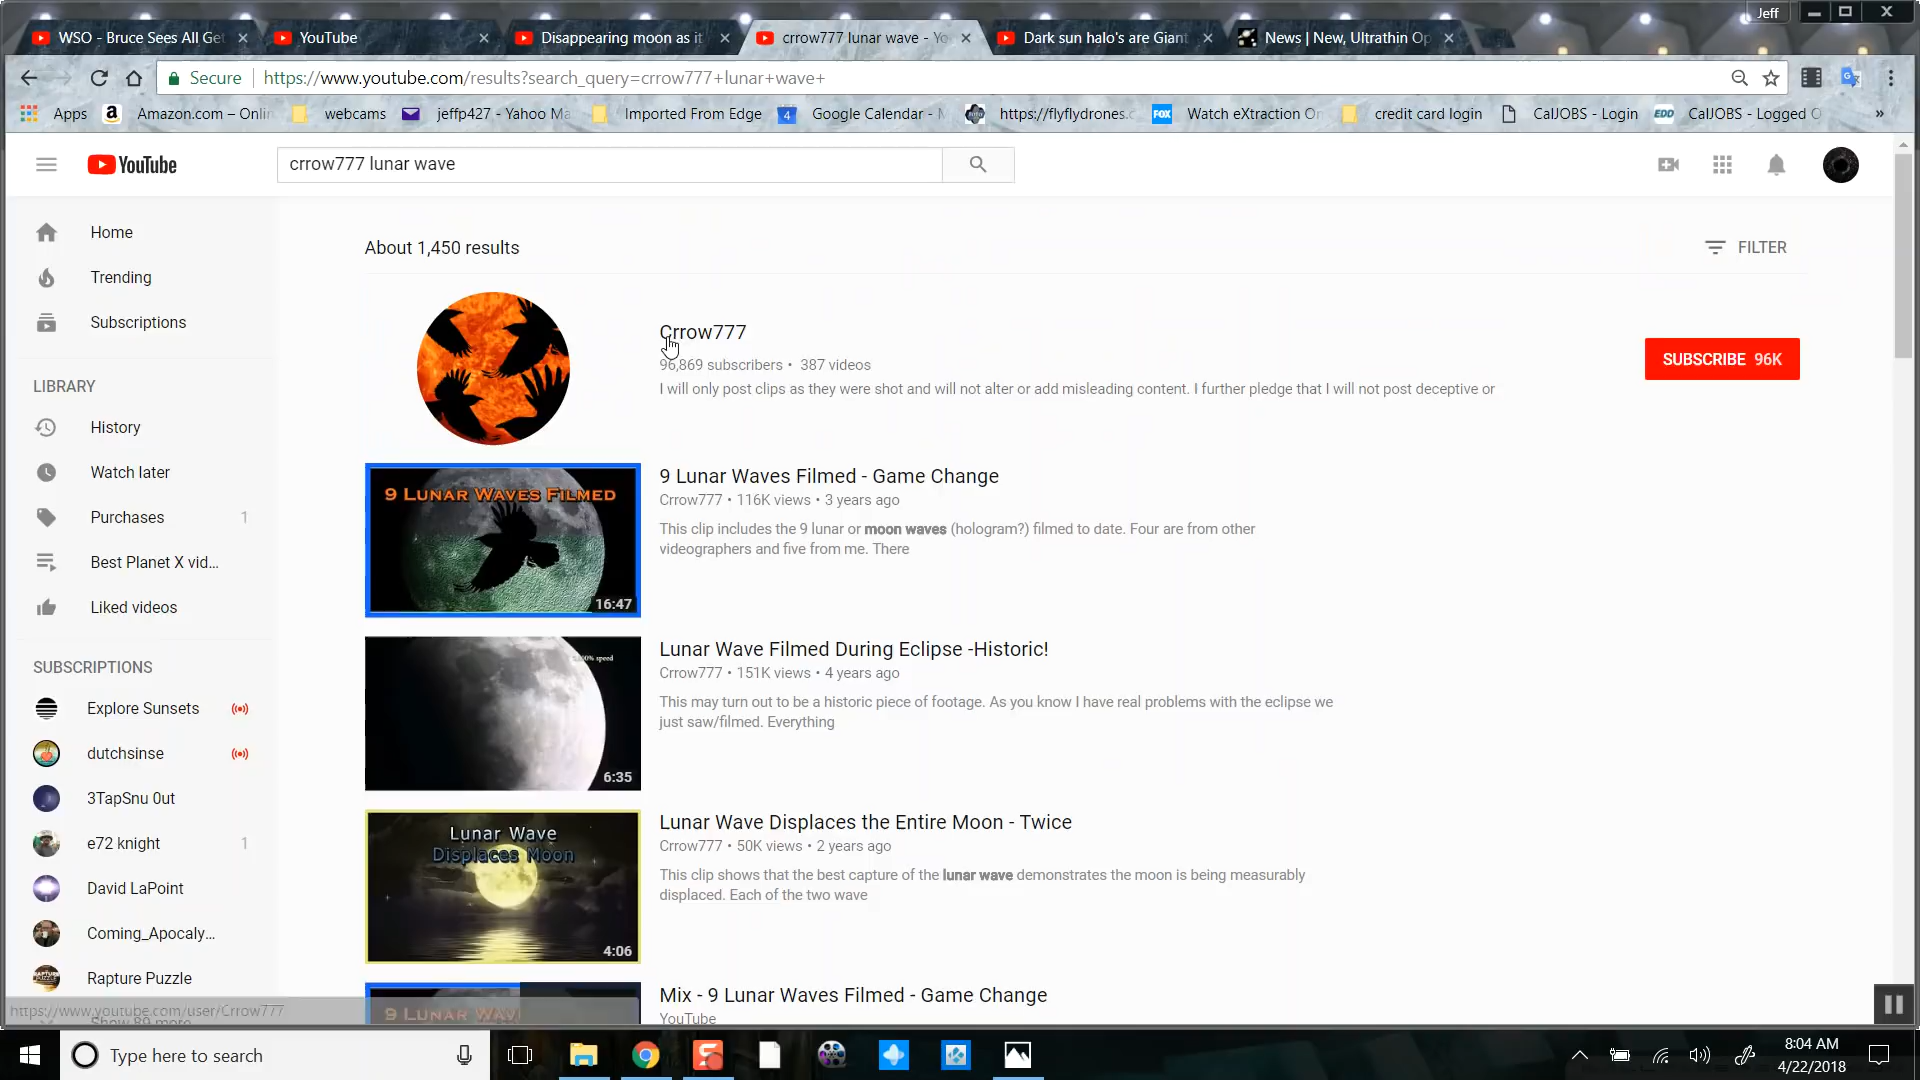 Jeff
WSO - Bruce Sees All Get
YouTube
Disappearing moon as it
crrow777 lunar wave - Yo
Dark sun halo's are Giant
News | New, Ultrathin Op
Secure
https://www.youtube.com/results?search_query=crrow777+lunar+wave+
Apps
Amazon.com – Onlin
webcams
jeffp427 - Yahoo Ma
Imported From Edge
4
Google Calendar - M
https://flyflydrones.c
FOX
Watch eXtraction On
credit card login
CalJOBS - Login
EDD
CalJOBS - Logged O
YouTube
crrow777 lunar wave
Home
Trending
Subscriptions
LIBRARY
History
Watch later
Purchases 1
Best Planet X vid...
Liked videos
SUBSCRIPTIONS
Explore Sunsets
dutchsinse
3TapSnu 0ut
e72 knight 1
David LaPoint
Coming_Apocaly...
Rapture Puzzle
Show 89 more
https://www.youtube.com/user/Crrow777
About 1,450 results
FILTER
Crrow777
96,869 subscribers • 387 videos
I will only post clips as they were shot and will not alter or add misleading content. I further pledge that I will not post deceptive or
SUBSCRIBE 96K
9 LUNAR WAVES FILMED
16:47
9 Lunar Waves Filmed - Game Change
Crrow777 • 116K views • 3 years ago
This clip includes the 9 lunar or moon waves (hologram?) filmed to date. Four are from other
videographers and five from me. There
speed
6:35
Lunar Wave Filmed During Eclipse -Historic!
Crrow777 • 151K views • 4 years ago
This may turn out to be a historic piece of footage. As you know I have real problems with the eclipse we
just saw/filmed. Everything
Lunar Wave
Displaces Moon
4:06
Lunar Wave Displaces the Entire Moon - Twice
Crrow777 • 50K views • 2 years ago
This clip shows that the best capture of the lunar wave demonstrates the moon is being measurably
displaced. Each of the two wave
9 LUNAR WAV
Mix - 9 Lunar Waves Filmed - Game Change
YouTube
Type here to search
8:04 AM
4/22/2018